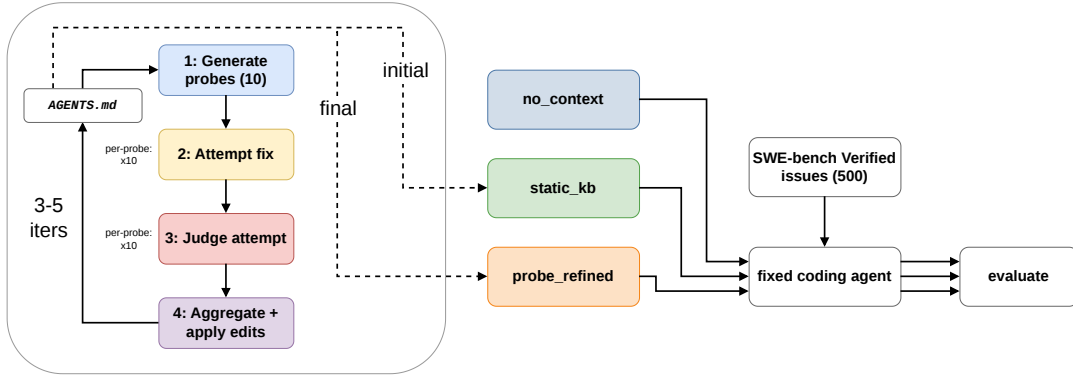 1: Generate
probes (10)
AGENTS.md
per-probe:
x10
2: Attempt fix
3-5
iters
per-probe:
x10
3: Judge attempt
4: Aggregate +
apply edits
initial
final
no_context
static_kb
probe_refined
SWE-bench Verified
issues (500)
fixed coding agent
evaluate